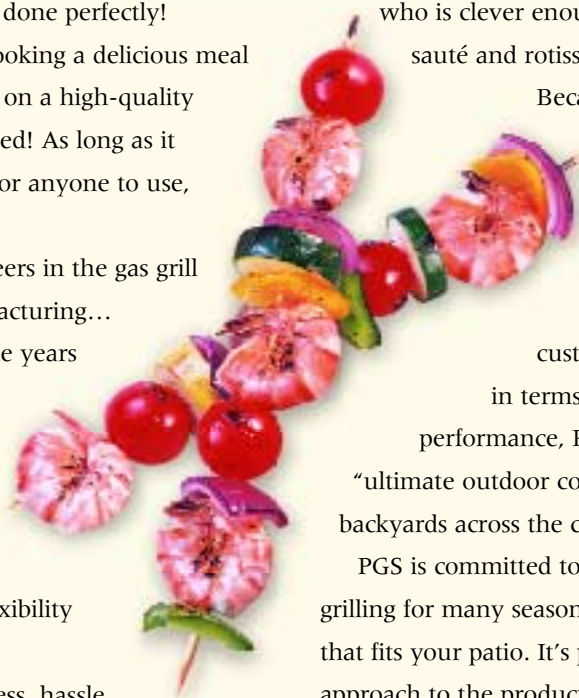 done perfectly!
ooking a delicious meal
on a high-quality
ed! As long as it
or anyone to use,
eers in the gas grill
acturing…
e years
xibility
ess, hassle
who is clever enou
sauté and rotiss
Beca
cust
in terms
performance,
“ultimate outdoor co
backyards across the c
PGS is committed to
grilling for many season
that fits your patio. It’s p
approach to the produc